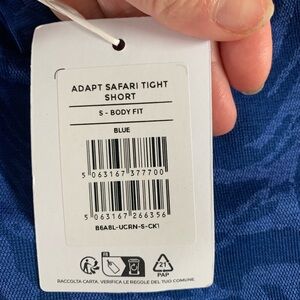 ADAPT SAFARI TIGHT
SHORT
S - BODY FIT
BLUE
5 063167 377700
5 063167 266356
B6A8L-UCRN-S-CK1
21
PAP
RACCOLTA CARTA. VERIFICA LE REGOLE DEL TUO COMUNE.